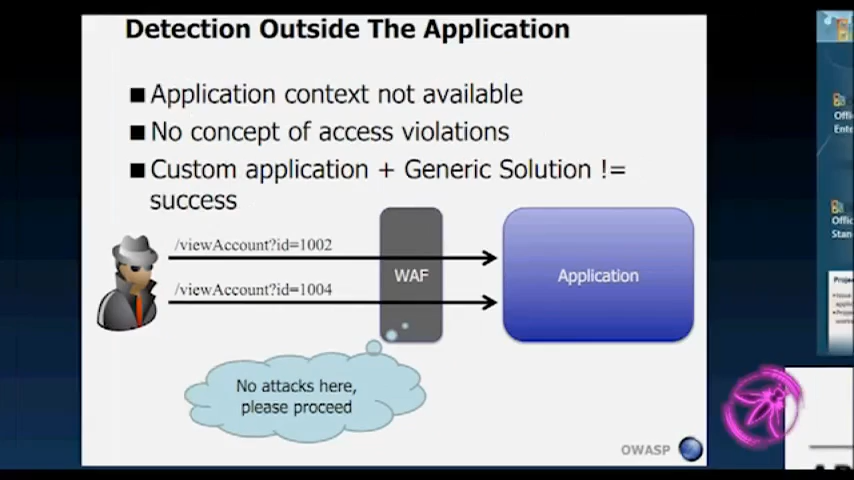 Detection Outside The Application
Application context not available
No concept of access violations
Custom application + Generic Solution !=
success
/viewAccount?id=1002
WAF
Application
/viewAccount?id=1004
No attacks here,
please proceed
OWASP